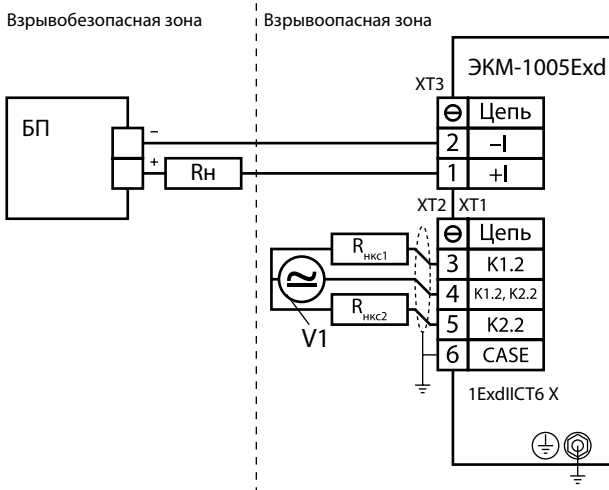 Взрывобезопасная зона
Взрывоопасная зона
ЭКМ-1005Exd
XT3
Цепь
БП
–
2
–I
+
Rн
1
+I
XT2
XT1
Цепь
Rнкс1
3
K1.2
4
K1.2, K2.2
Rнкс2
5
K2.2
V1
6
CASE
1ExdIICT6 X